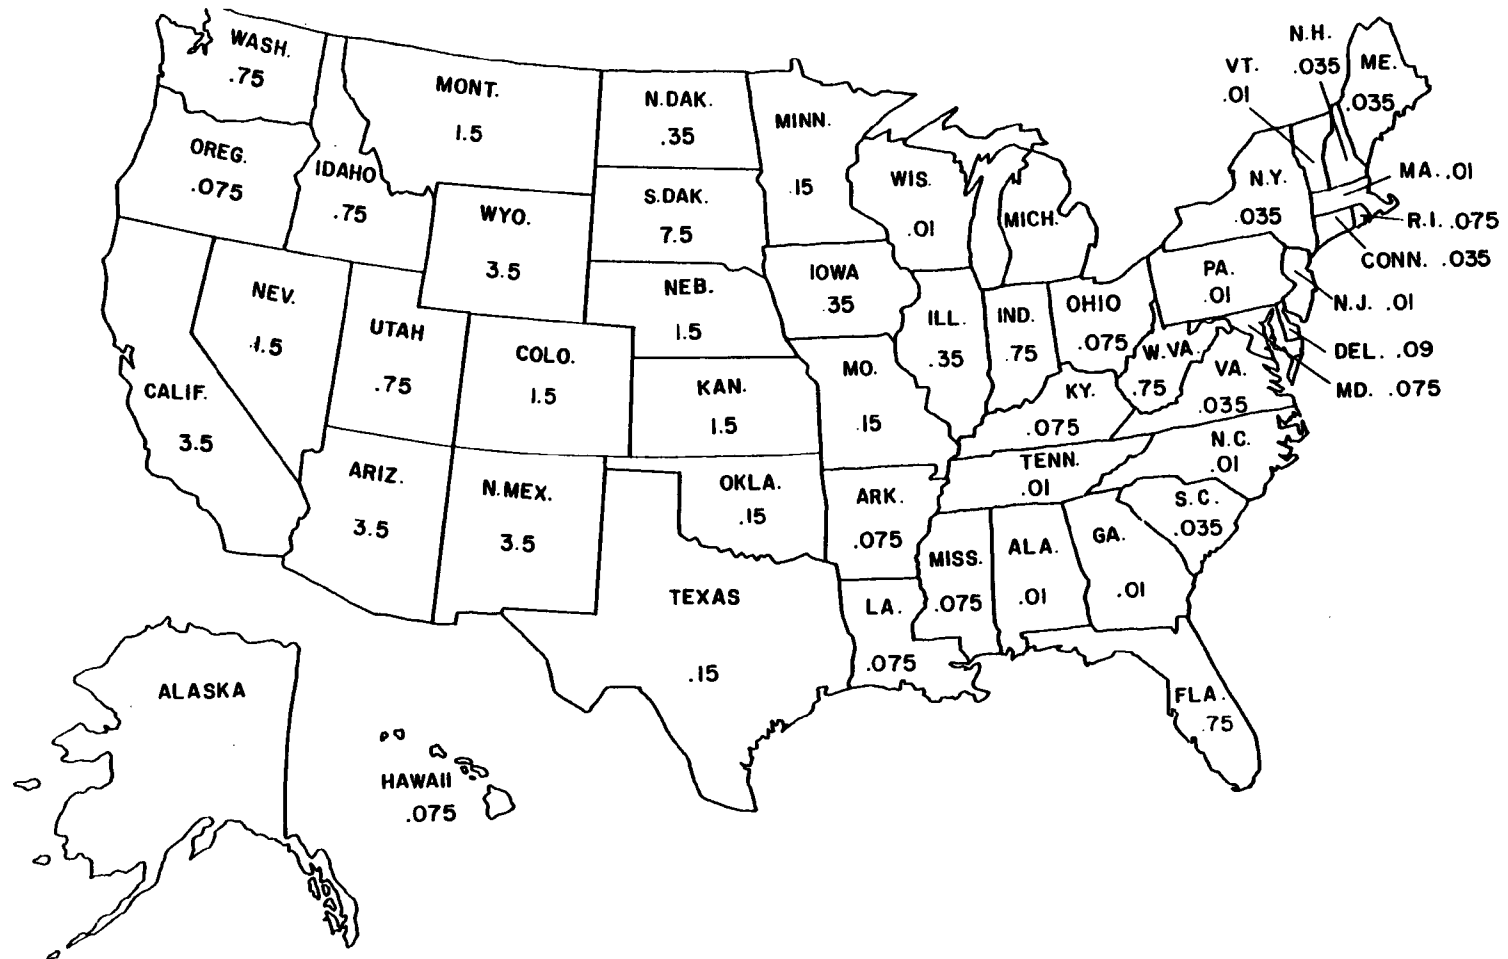 WASH.
.75
OREG.
.075
IDAHO
.75
MONT.
1.5
N.DAK.
.35
MINN.
.15
S.DAK.
7.5
WYO.
3.5
NEB.
1.5
IOWA
.35
WIS.
.01
MICH.
CALIF.
3.5
NEV.
1.5
UTAH
.75
COLO.
1.5
KAN.
1.5
MO.
.15
ILL.
.35
IND.
.75
OHIO
.075
KY.
.075
W.VA.
.75
VA.
.035
PA.
.01
N.Y.
.035
VT.
.01
N.H.
.035
ME.
.035
MA. .01
R.I. .075
CONN. .035
N.J. .01
DEL. .09
MD. .075
N.C.
.01
TENN.
.01
S.C.
.035
ARIZ.
3.5
N.MEX.
3.5
OKLA.
.15
ARK.
.075
TEXAS
.15
LA.
.075
MISS.
.075
ALA.
.01
GA.
.01
FLA.
.75
ALASKA
HAWAII
.075